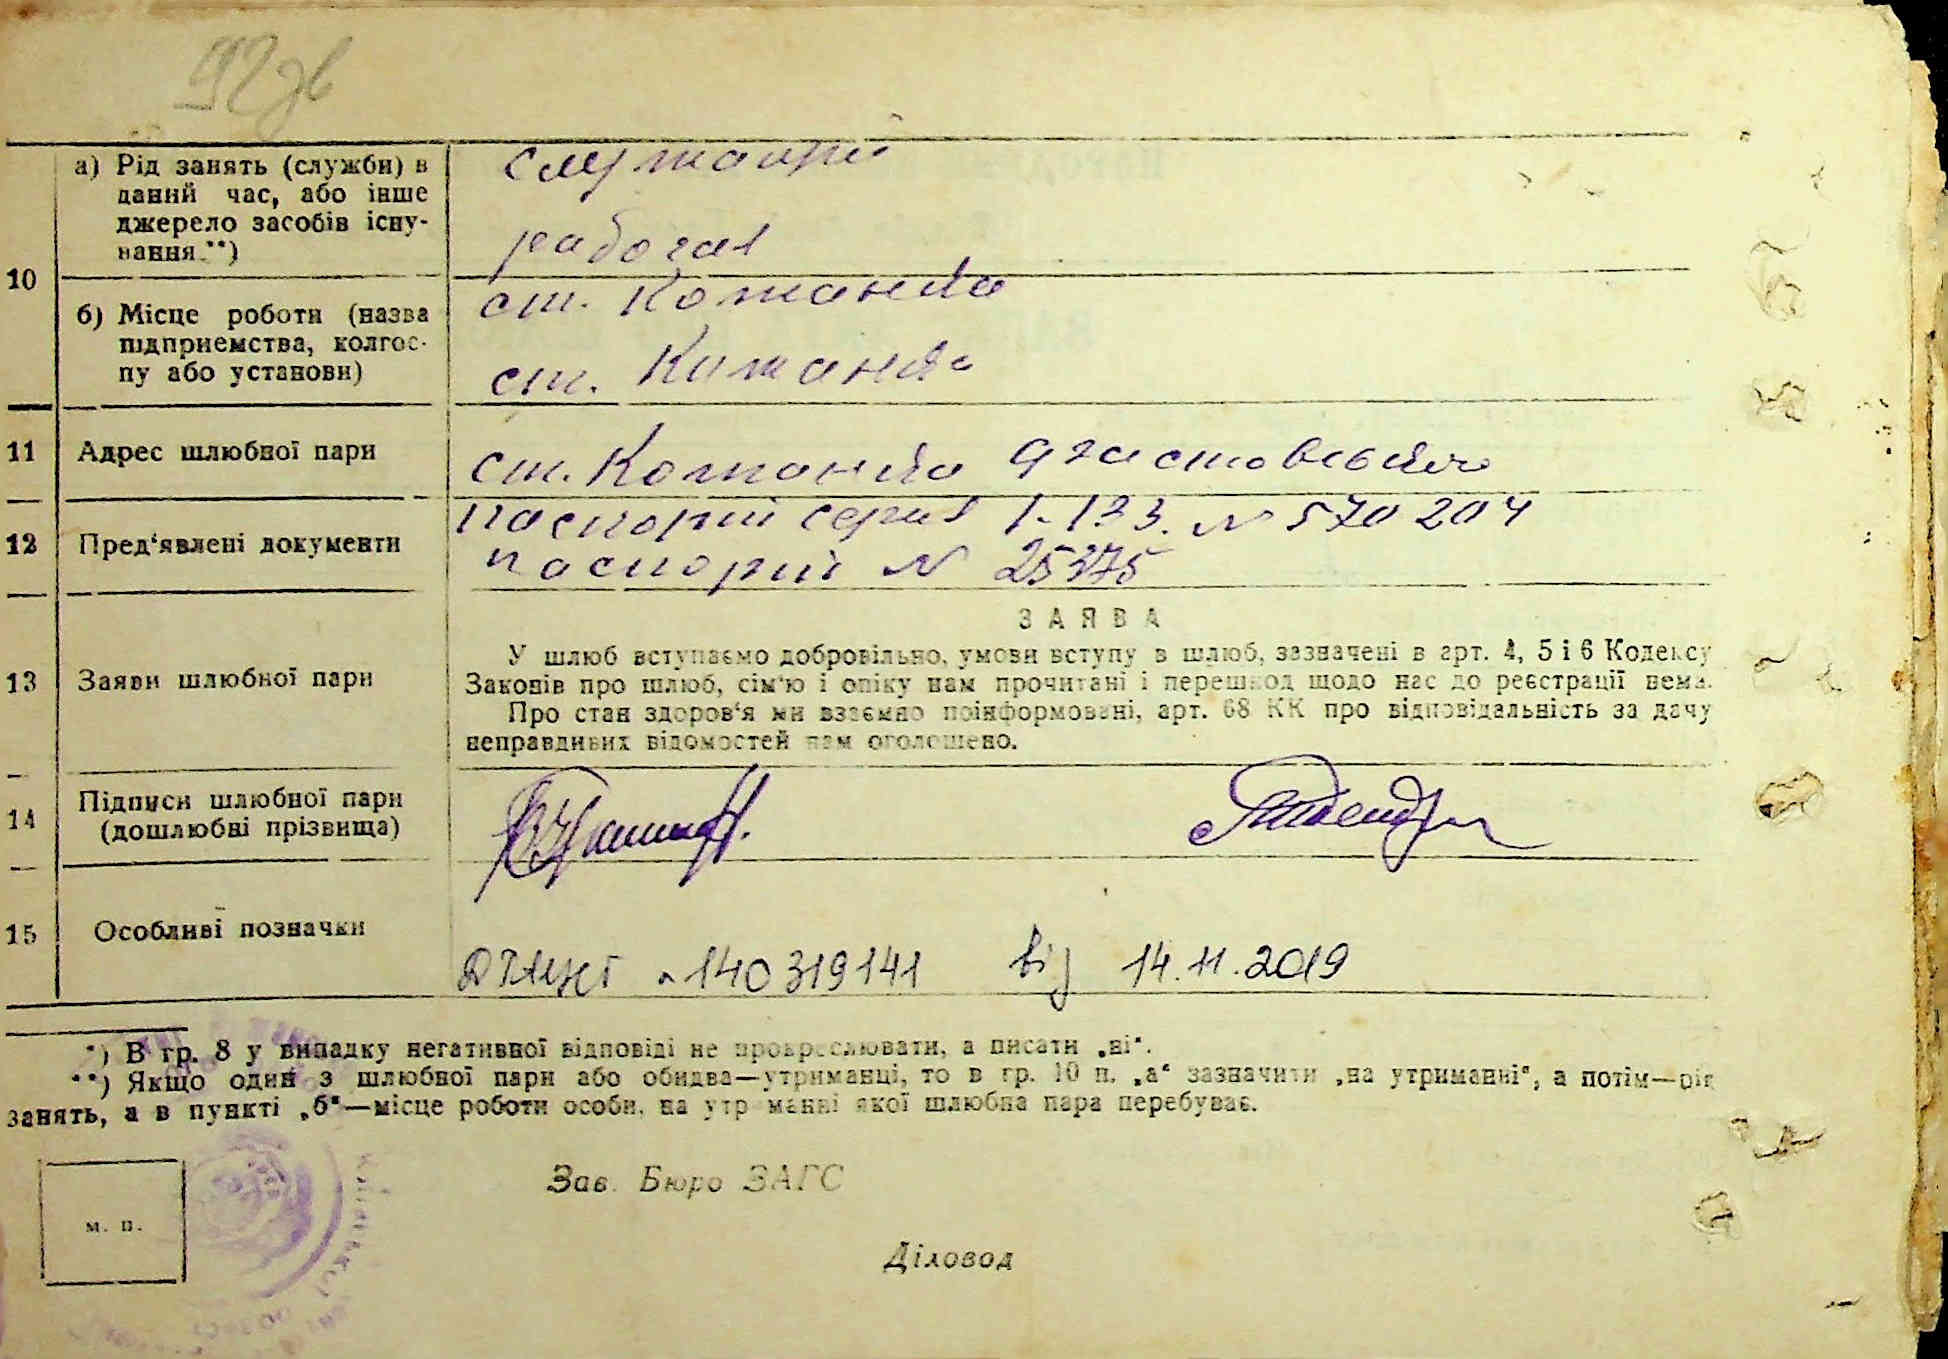 92зв
10
а) Рід занять (служби) в
даний час, або інше
джерело засобів існу-
вання.**)
служащий
рабочая
б) Місце роботи (назва
підприємства, колгос-
пу або установи)
ст. Кожанка
ст. Кожанка
11
Адрес шлюбної пари
ст. Кожанка
12
Пред‘явлені документи
паспорт серия 1-133. № 570204
паспорт № 25375
13
Заяви шлюбної пари
ЗАЯВА
У шлюб вступаємо добровільно, умови вступу в шлюб, зазначені в арт. 4, 5 і 6 Кодексу
Законів про шлюб, сім‘ю і опіку нам прочитані і перешкод щодо нас до реєстрації нема.
Про стан здоров‘я ми взаємно поінформовані, арт. 68 КК про відповідальність за дачу
неправдивих відомостей нам оголошено.
14
Підписи шлюбної пари
(дошлюбні прізвища)
15
Особливі позначки
140319141 від 14.11.2019
*) В гр. 8 у випадку негативної відповіді не прокреслювати, а писати „ні“.
**) Якщо один з шлюбної пари або обидва—утриманці, то в гр. 10 п. „а“ зазначити „на утриманні“, а потім—рід
занять, а в пункті „б“—місце роботи особи, на утриманні якої шлюбна пара перебуває.
Зав. Бюро ЗАГС
м. п.
Діловод